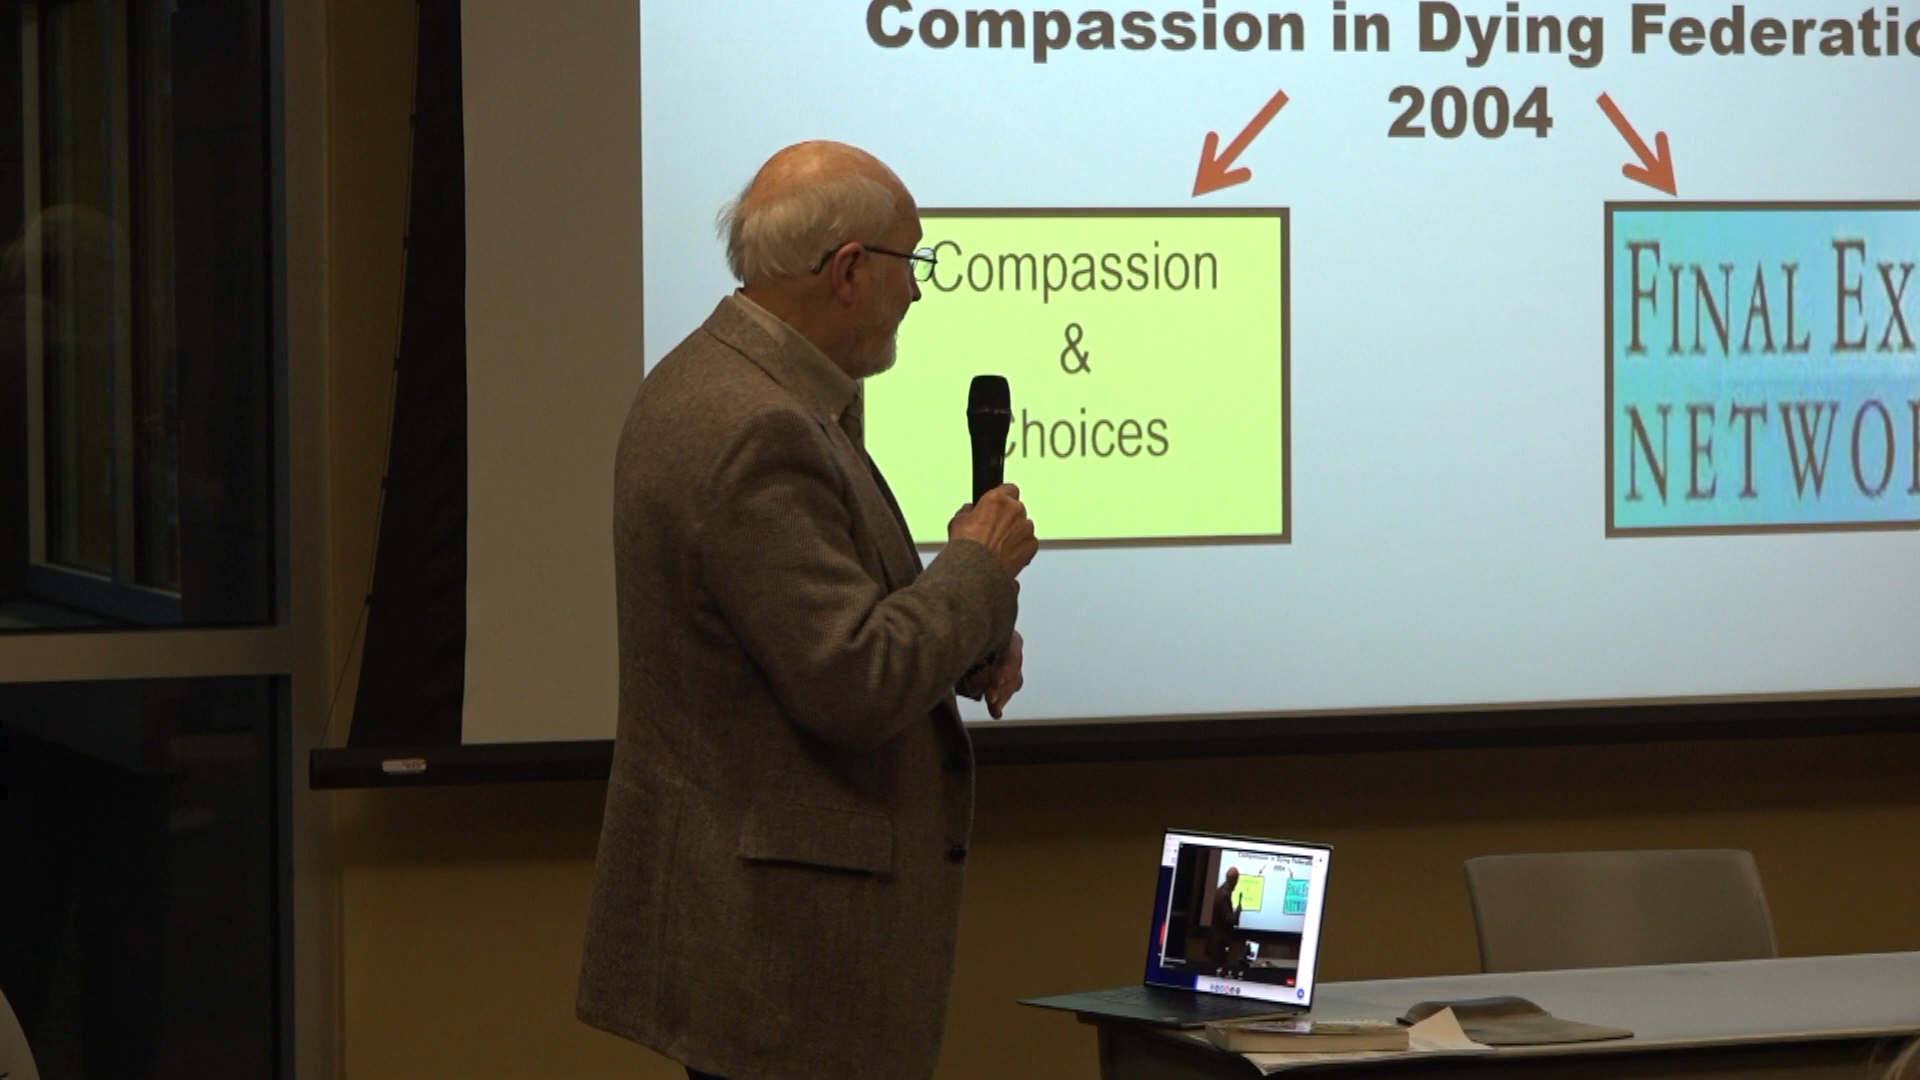 Compassion in Dying Federatio
2004
Compassion
&
hoices
FINAL EX
NETWO